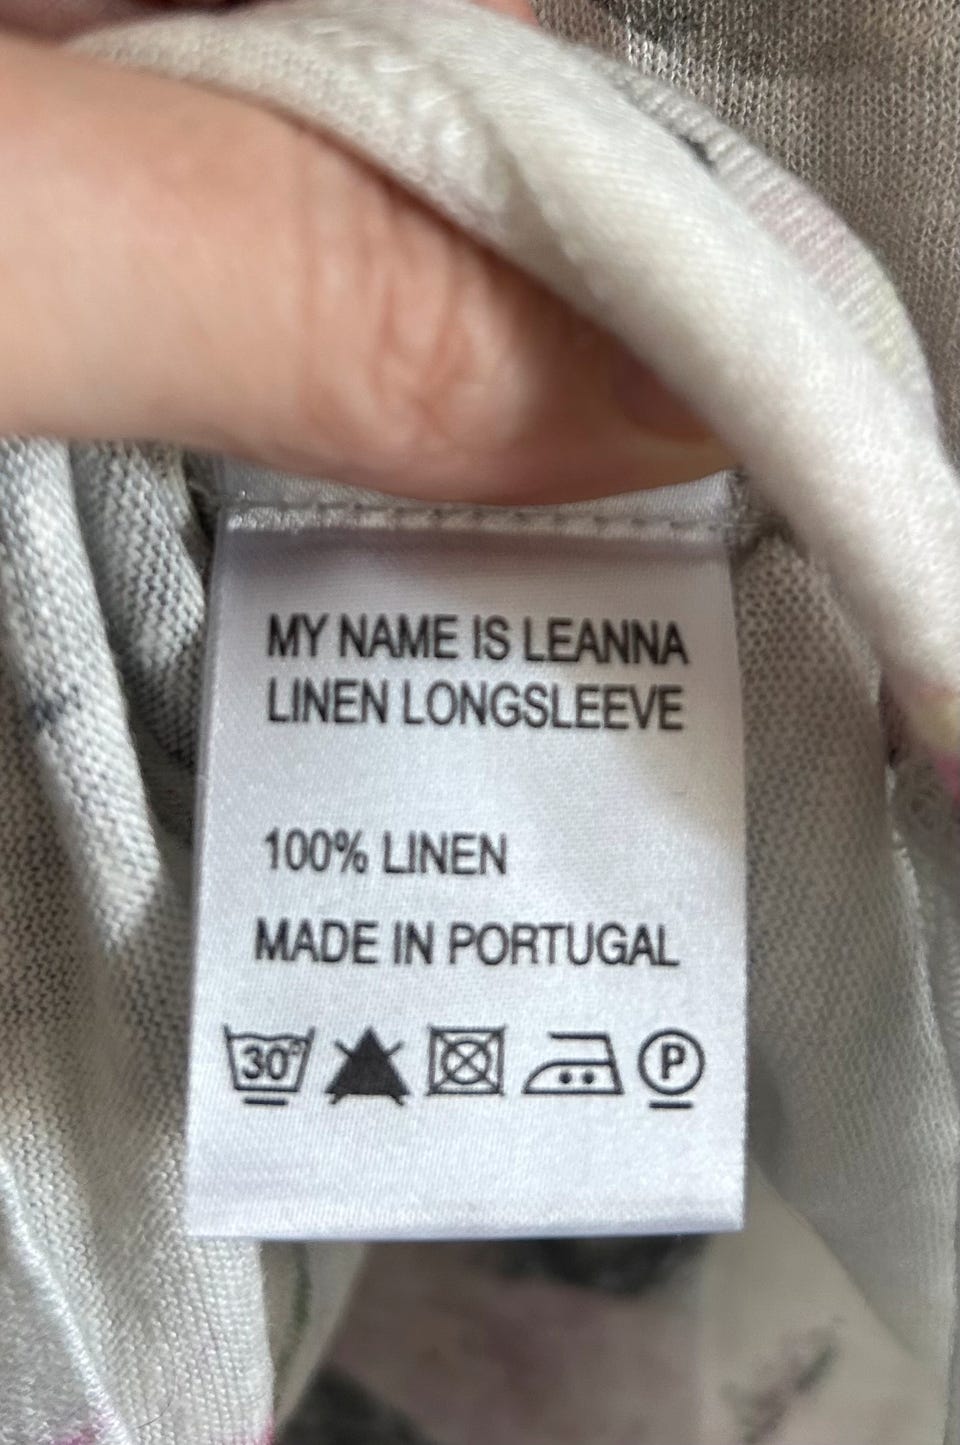 MY NAME IS LEANNA
LINEN LONGSLEEVE
100% LINEN
MADE IN PORTUGAL
30° P